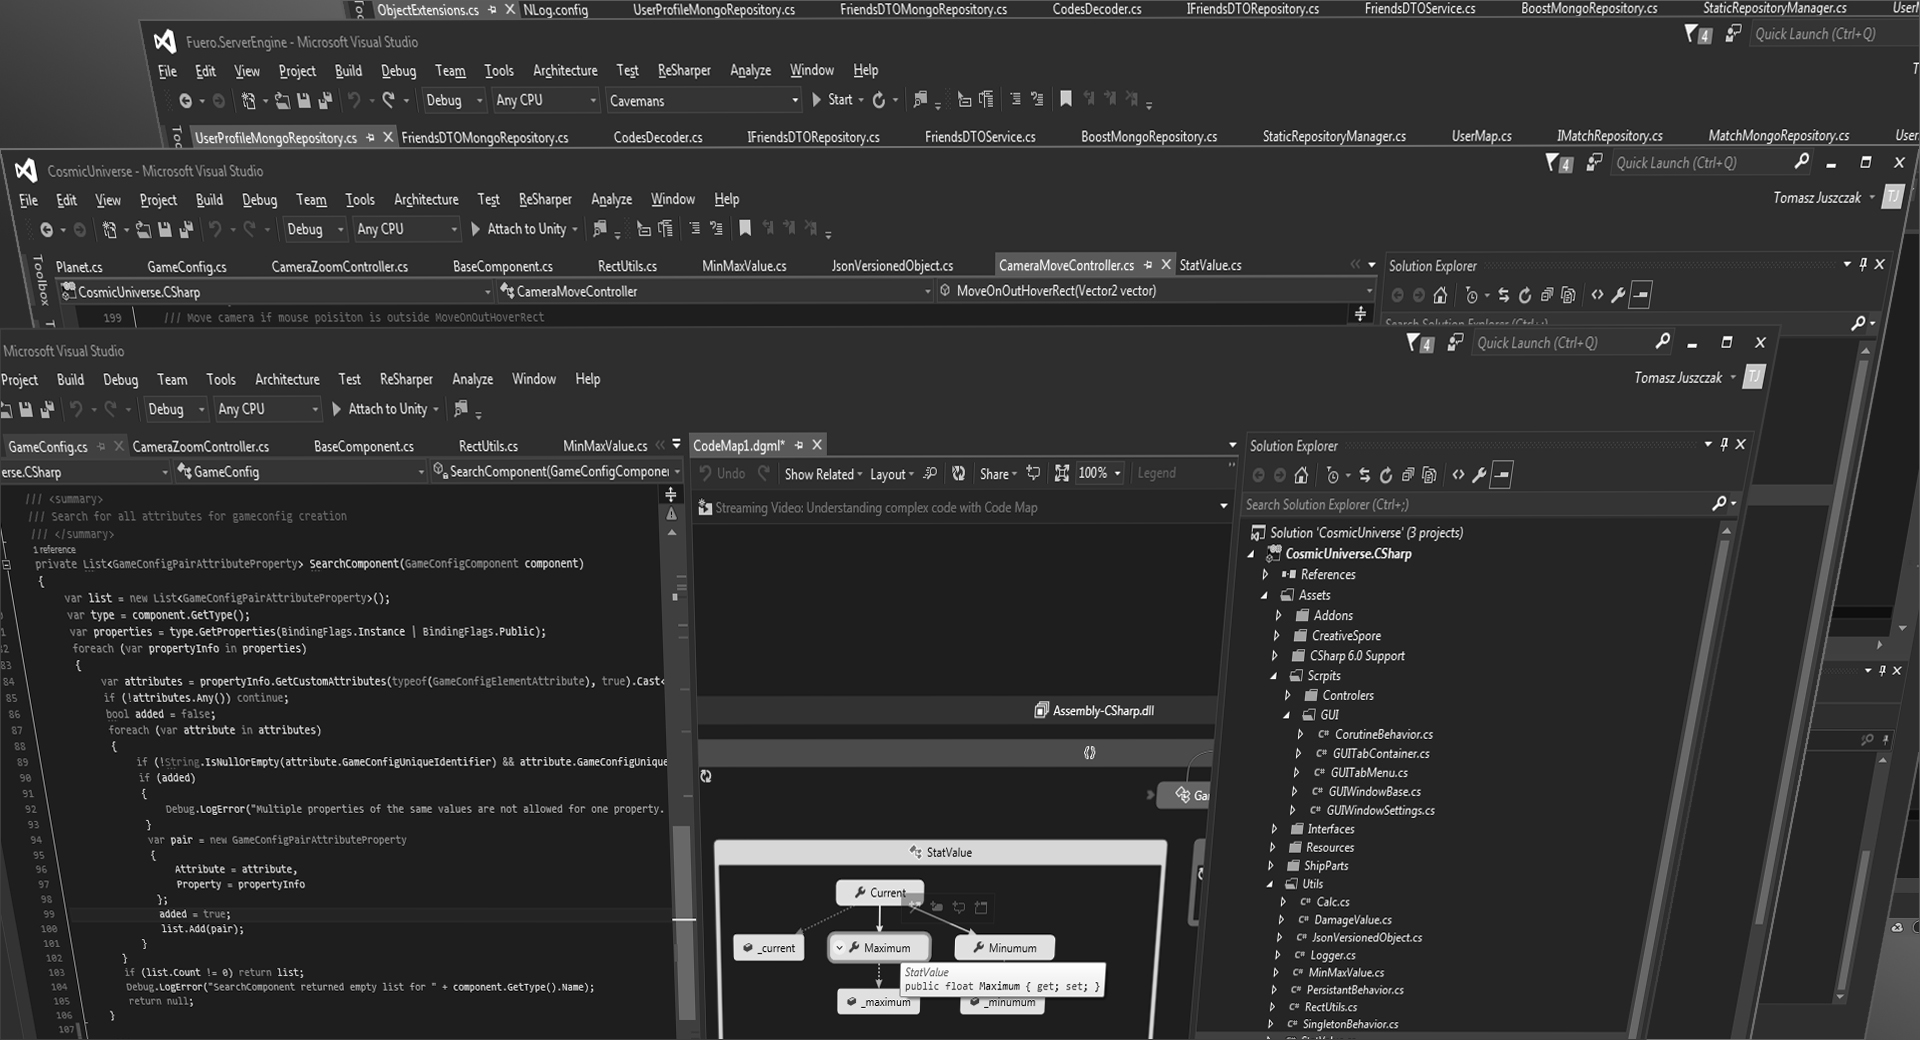 ObjectExtensions.cs NLog.config UserProfileMongoRepository.cs FriendsDTOMongoRepository.cs CodesDecoder.cs IFriendsDTORepository.cs FriendsDTOService.cs BoostMongoRepository.cs StaticRepositoryManager.cs
Fuero.ServerEngine - Microsoft Visual Studio 4 Quick Launch (Ctrl+Q)
File Edit View Project Build Debug Team Tools Architecture Test ReSharper Analyze Window Help
Debug Any CPU Cavemans Start
UserProfileMongoRepository.cs FriendsDTOMongoRepository.cs CodesDecoder.cs IFriendsDTORepository.cs FriendsDTOService.cs BoostMongoRepository.cs StaticRepositoryManager.cs UserMap.cs IMatchRepository.cs MatchMongoRepository.cs
CosmicUniverse - Microsoft Visual Studio 4 Quick Launch (Ctrl+Q)
File Edit View Project Build Debug Team Tools Architecture Test ReSharper Analyze Window Help
Tomasz Juszczak TJ
Debug Any CPU Attach to Unity
Toolbox
Planet.cs GameConfig.cs CameraZoomController.cs BaseComponent.cs RectUtils.cs MinMaxValue.cs JsonVersionedObject.cs CameraMoveController.cs StatValue.cs
Solution Explorer
CosmicUniverse.CSharp CameraMoveController MoveOnOutHoverRect(Vector2 vector)
199 /// Move camera if mouse poisiton is outside MoveOnOutHoverRect
Search Solution Explorer (Ctrl+;)
Microsoft Visual Studio 4 Quick Launch (Ctrl+Q)
Project Build Debug Team Tools Architecture Test ReSharper Analyze Window Help
Tomasz Juszczak TJ
Debug Any CPU Attach to Unity
GameConfig.cs CameraZoomController.cs BaseComponent.cs RectUtils.cs MinMaxValue.cs
erse.CSharp GameConfig SearchComponent(GameConfigComponer
/// <summary>
/// Search for all attributes for gameconfig creation
/// </summary>
1 reference
private List<GameConfigPairAttributeProperty> SearchComponent(GameConfigComponent component)
{
var list = new List<GameConfigPairAttributeProperty>();
var type = component.GetType();
var properties = type.GetProperties(BindingFlags.Instance | BindingFlags.Public);
foreach (var propertyInfo in properties)
83 {
84 var attributes = propertyInfo.GetCustomAttributes(typeof(GameConfigElementAttribute), true).Cast<
85 if (!attributes.Any()) continue;
86 bool added = false;
87 foreach (var attribute in attributes)
88 {
89 if (!String.IsNullOrEmpty(attribute.GameConfigUniqueIdentifier) && attribute.GameConfigUnique
90 if (added)
91 {
92 Debug.LogError("Multiple properties of the same values are not allowed for one property.
93 }
94 var pair = new GameConfigPairAttributeProperty
95 {
96 Attribute = attribute,
97 Property = propertyInfo
98 };
99 added = true;
100 list.Add(pair);
101 }
102 }
103 if (list.Count != 0) return list;
104 Debug.LogError("SearchComponent returned empty list for " + component.GetType().Name);
105 return null;
106 }
107
CodeMap1.dgml*
Undo Show Related Layout Share 100% Legend
Streaming Video: Understanding complex code with Code Map
Assembly-CSharp.dll
Ga
StatValue
Current
_current Maximum Minumum
StatValue
public float Maximum { get; set; }
_maximum _minumum
Solution Explorer
Search Solution Explorer (Ctrl+;)
Solution 'CosmicUniverse' (3 projects)
CosmicUniverse.CSharp
References
Assets
Addons
CreativeSpore
CSharp 6.0 Support
Scrpits
Controlers
GUI
C# CorutineBehavior.cs
C# GUITabContainer.cs
C# GUITabMenu.cs
C# GUIWindowBase.cs
C# GUIWindowSettings.cs
Interfaces
Resources
ShipParts
Utils
C# Calc.cs
C# DamageValue.cs
C# JsonVersionedObject.cs
C# Logger.cs
C# MinMaxValue.cs
C# PersistantBehavior.cs
C# RectUtils.cs
C# SingletonBehavior.cs